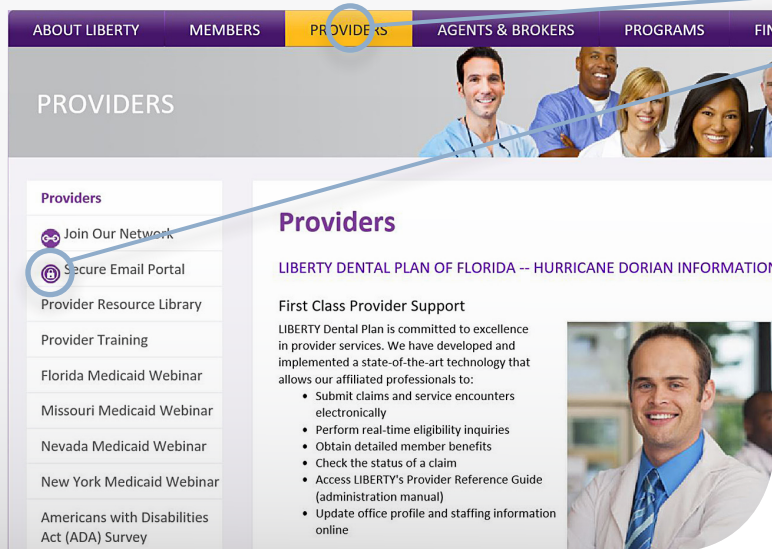 ABOUT LIBERTY
MEMBERS
PROVIDERS
AGENTS & BROKERS
PROGRAMS
PROVIDERS
Providers
Join Our Network
Secure Email Portal
Provider Resource Library
Provider Training
Florida Medicaid Webinar
Missouri Medicaid Webinar
Nevada Medicaid Webinar
New York Medicaid Webinar
Americans with Disabilities
Act (ADA) Survey
Providers
LIBERTY DENTAL PLAN OF FLORIDA -- HURRICANE DORIAN INFORMATION
First Class Provider Support
LIBERTY Dental Plan is committed to excellence
in provider services. We have developed and
implemented a state-of-the-art technology that
allows our affiliated professionals to:
• Submit claims and service encounters
electronically
• Perform real-time eligibility inquiries
• Obtain detailed member benefits
• Check the status of a claim
• Access LIBERTY's Provider Reference Guide
(administration manual)
• Update office profile and staffing information
online